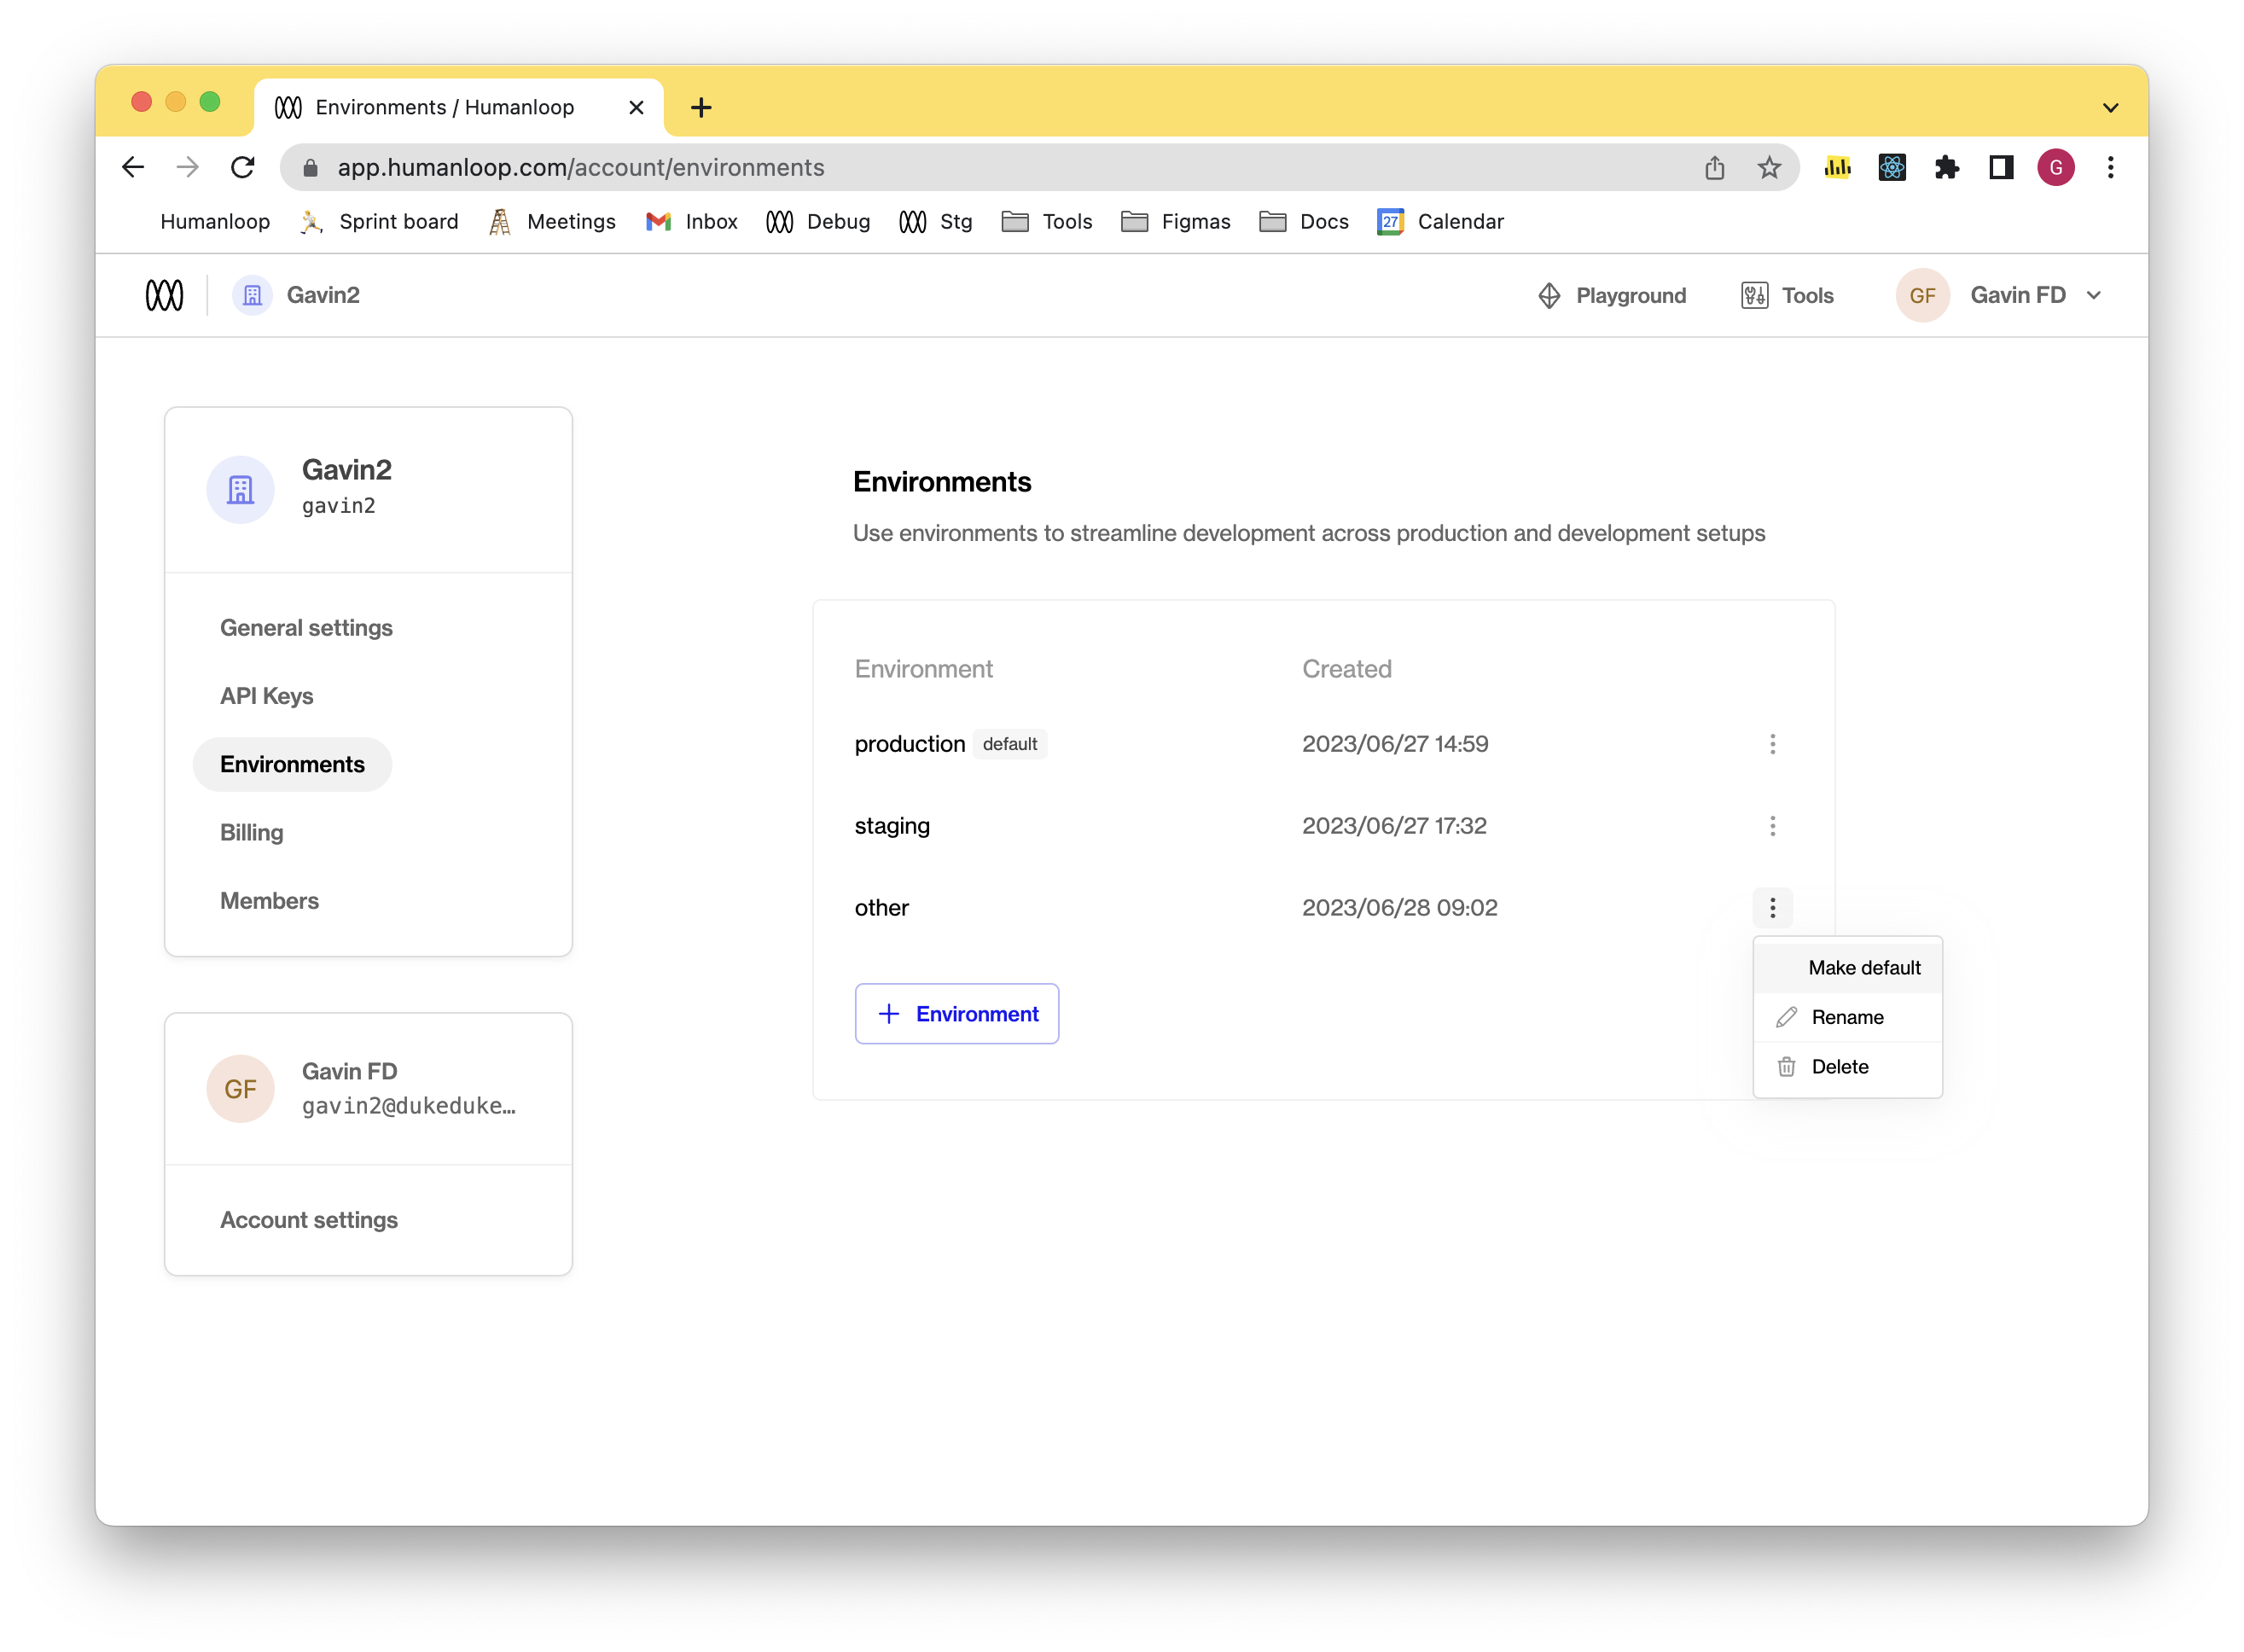 Environments / Humanloop
app.humanloop.com/account/environments
G
Humanloop Sprint board Meetings Inbox Debug Stg Tools Figmas Docs 27 Calendar
Gavin2 Playground Tools GF Gavin FD
Gavin2
gavin2
General settings
API Keys
Environments
Billing
Members
GF
Gavin FD
gavin2@dukeduke…
Account settings
Environments
Use environments to streamline development across production and development setups
Environment Created
production default 2023/06/27 14:59
staging 2023/06/27 17:32
other 2023/06/28 09:02
Make default
Rename
Delete
+ Environment